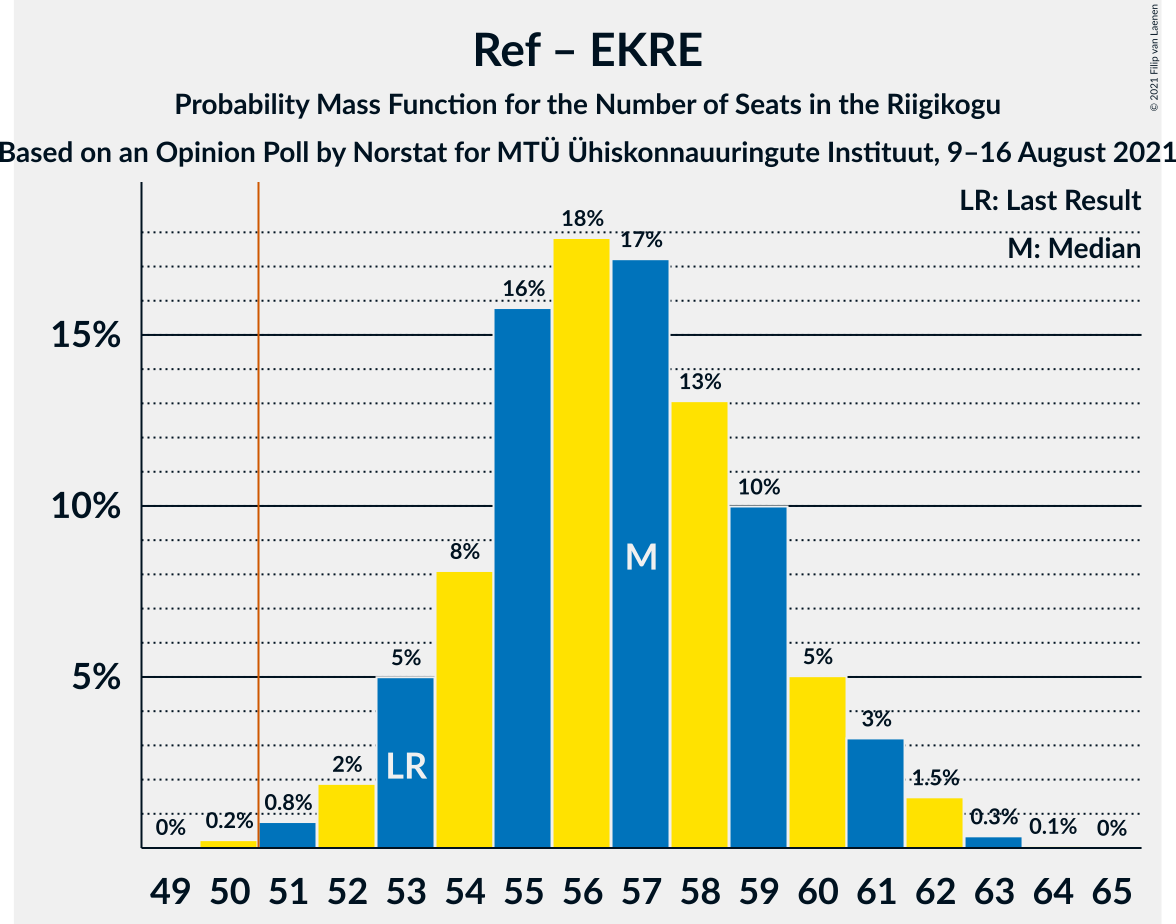 Ref – EKRE
Probability Mass Function for the Number of Seats in the Riigikogu
Based on an Opinion Poll by Norstat for MTÜ Ühiskonnauuringute Instituut, 9–16 August 2021
© 2021 Filip van Laenen
LR: Last Result
M: Median
18%
17%
16%
15%
13%
10%
10%
8%
M
5%
5%
5%
3%
LR
2%
1.5%
0.8%
0%
0.2%
0.3%
0.1%
0%
49 50 51 52 53 54 55 56 57 58 59 60 61 62 63 64 65